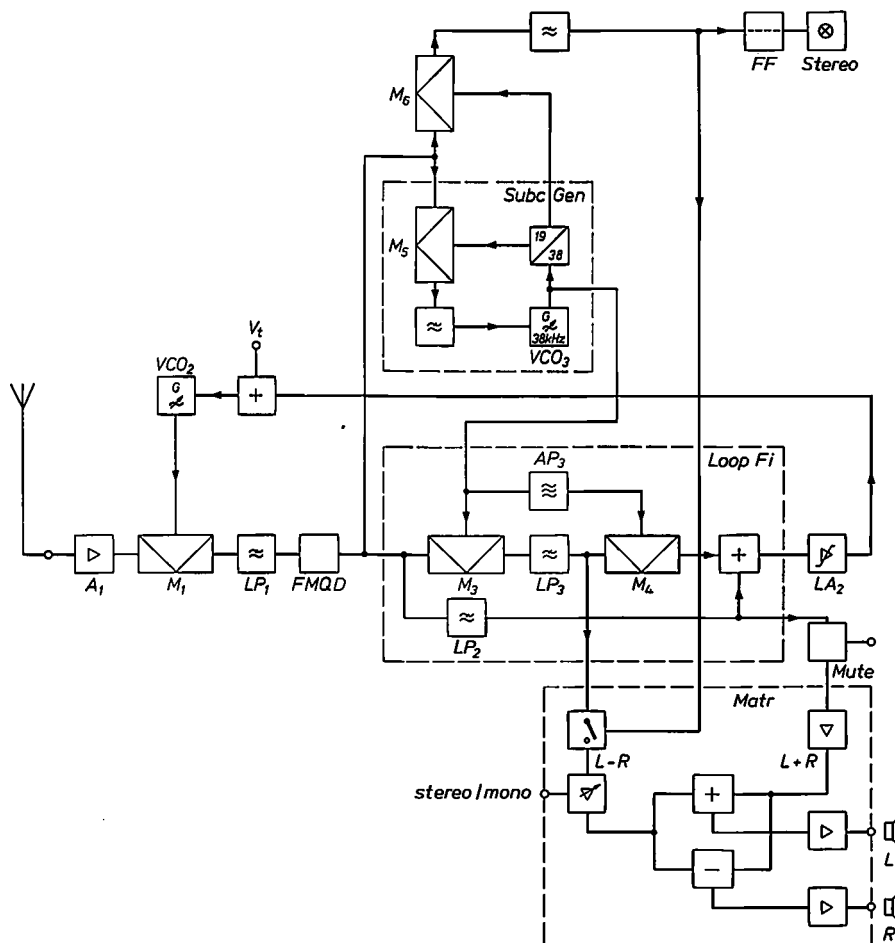 FF
Stereo
M6
Subc Gen
M5
19
38
G
38kHz
VCO3
Vt
VCO2
G
+
AP3
Loop Fi
+
A1
M1
LP1
FMQD
M3
LP3
M4
LA2
LP2
Mute
Matr
L-R
L+R
stereo/mono
+
L
−
R